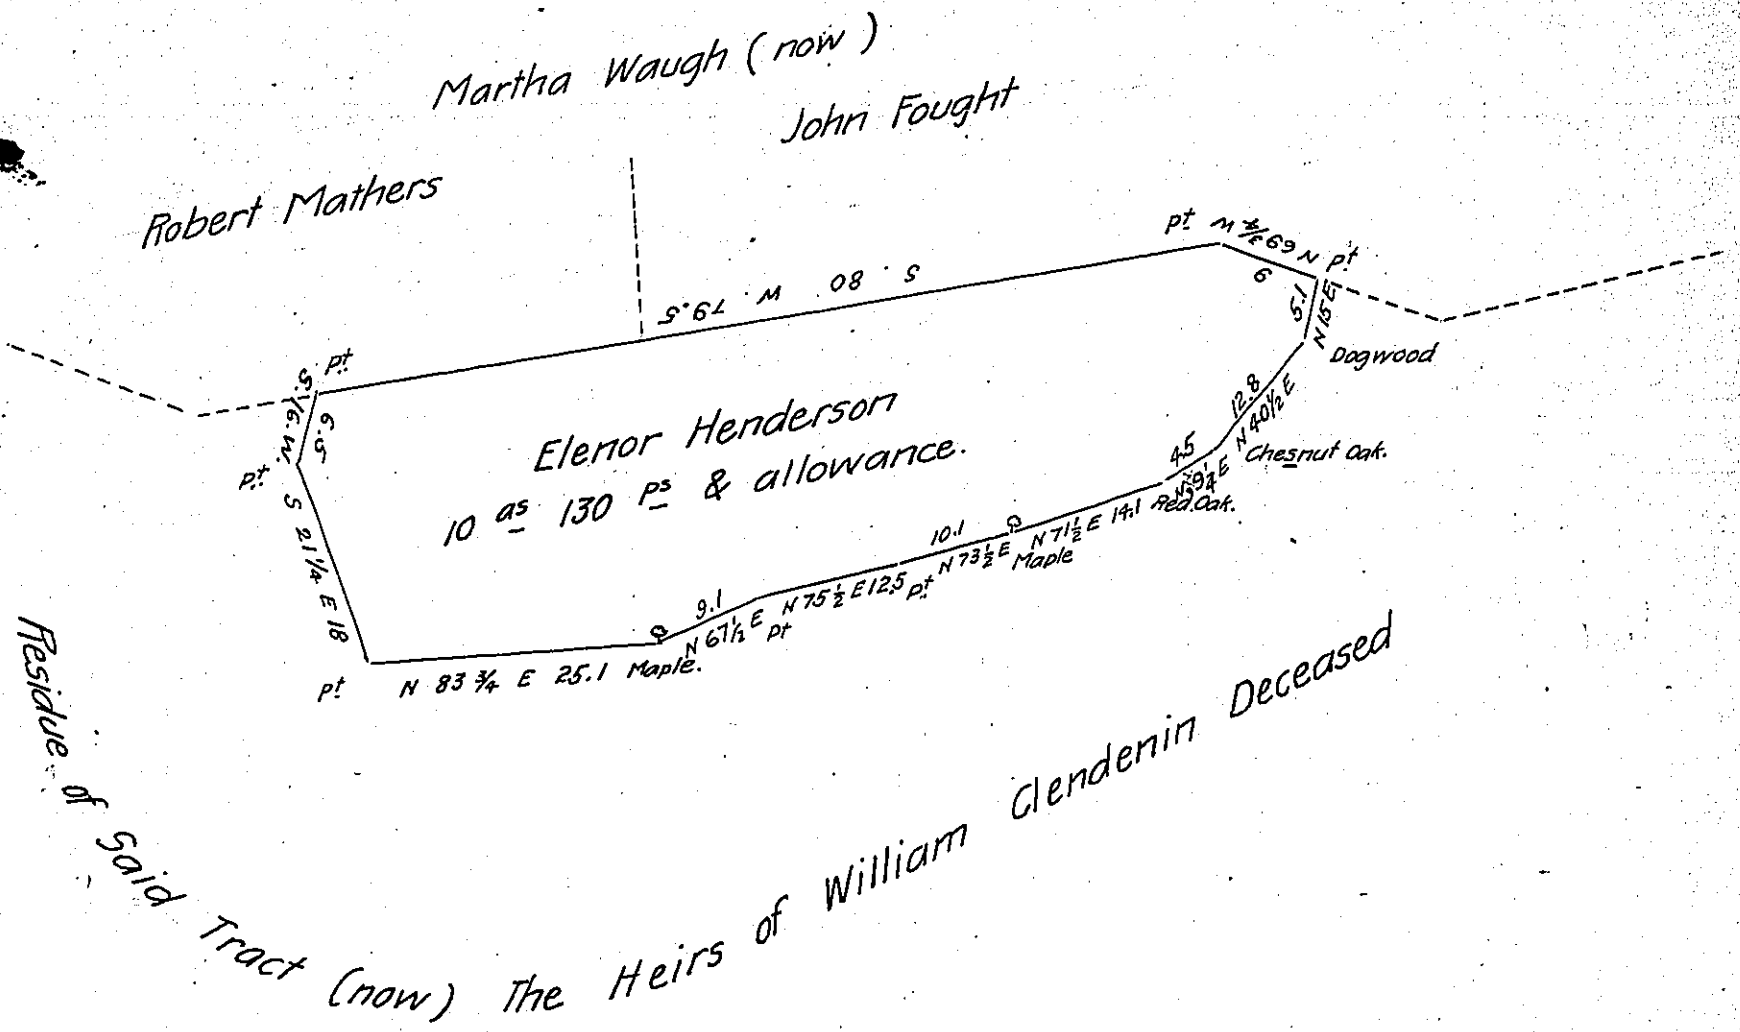 Martha Waugh (now)
John Fought
Robert Mathers
Pt N 69 3/4 W Pt
9
5.1
N 15 E
Dogwood
S. 80 W 79.5
Pt
S. 16. W.
6.5
Pt
Elenor Henderson
10 as 130 Ps & allowance.
12.8
N 40 1/2 E
Chesnut Oak.
4.5
Red Oak.
N 71 1/2 E 14.1
10.1
N 73 1/2 E
Maple
N 75 1/2 E 12.5 Pt
9.1
N 67 1/2 E Pt
S 21 1/4 E 18
Pt N 83 3/4 E 25.1 Maple.
Residue of Said Tract (now) The Heirs of William Clendenin Deceased